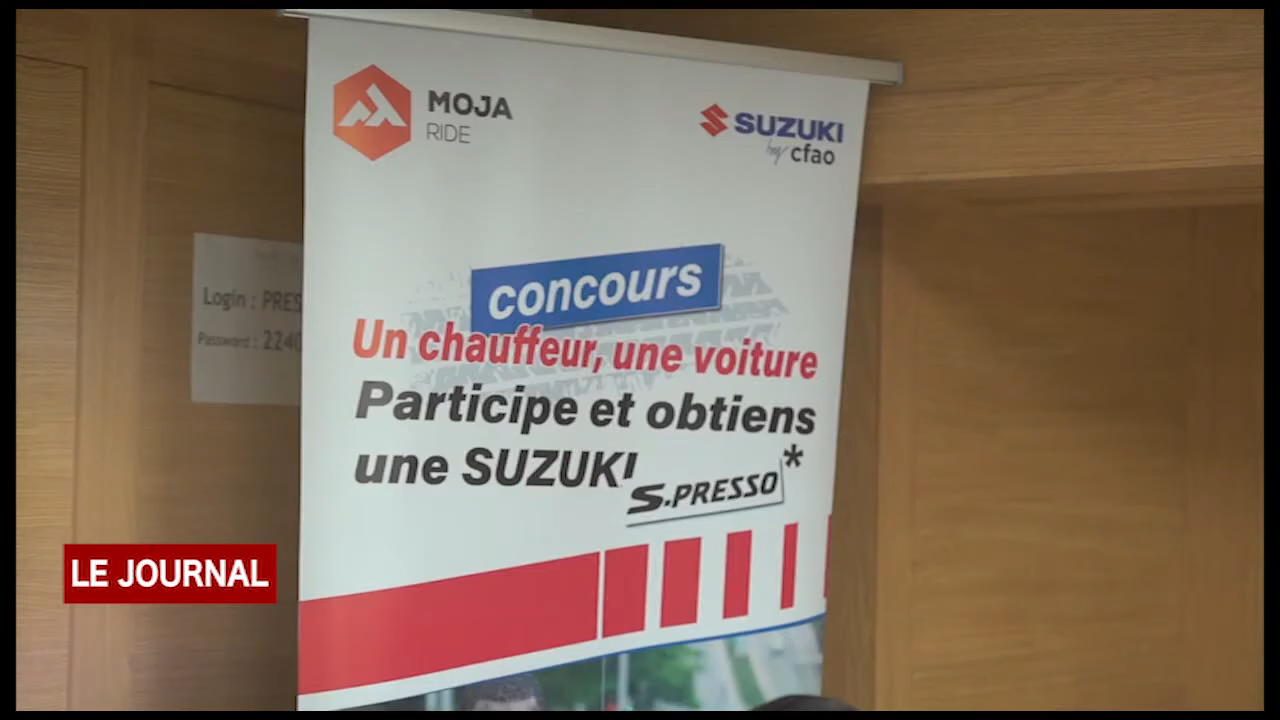 MOJA
RIDE
SUZUKI
by cfao
Login : PRES
Password : 2240
concours
Un chauffeur, une voiture
Participe et obtiens
une SUZUKI S.PRESSO*
LE JOURNAL